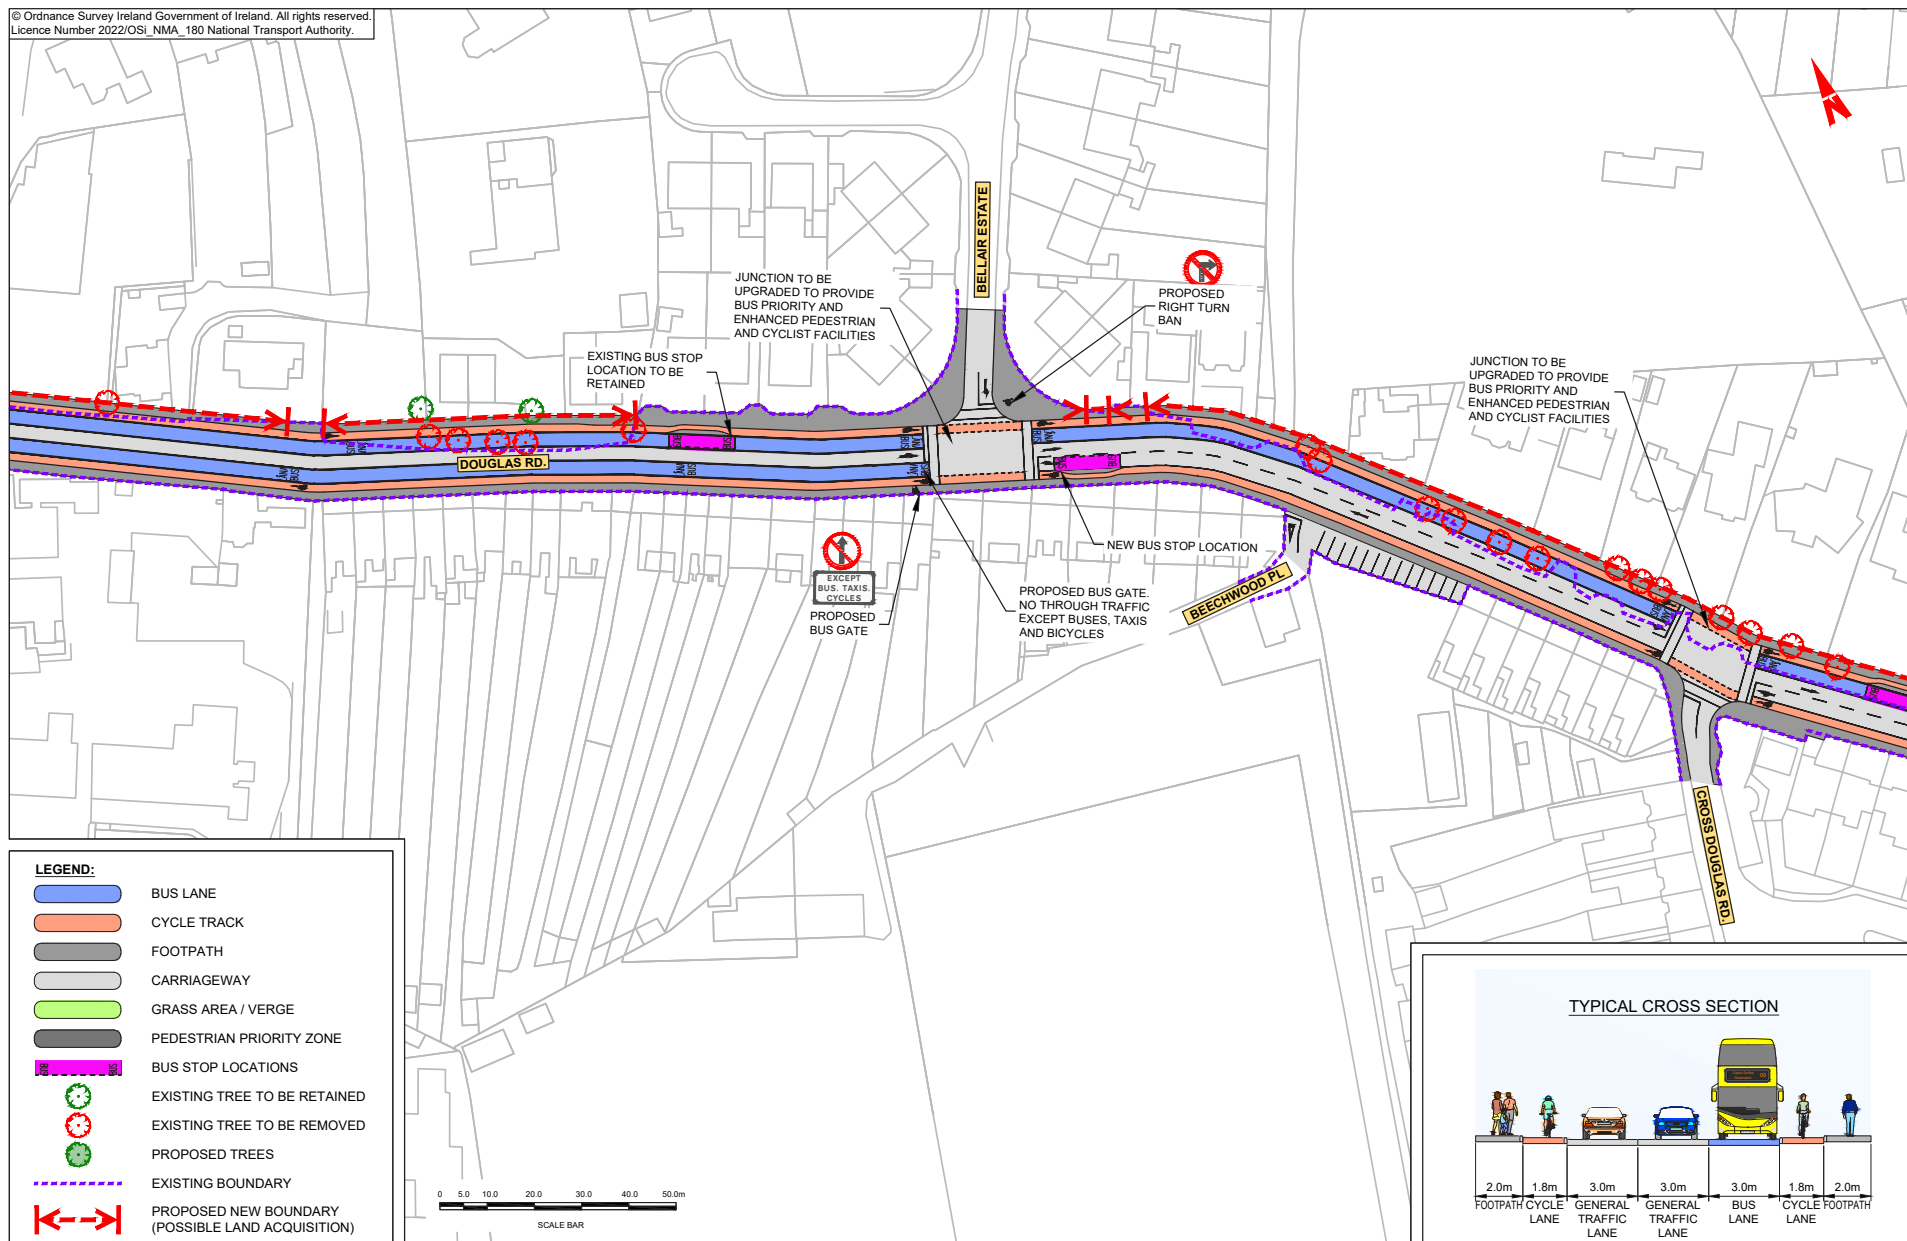 © Ordnance Survey Ireland Government of Ireland. All rights reserved.
Licence Number 2022/OSi_NMA_180 National Transport Authority.
BELLAIR ESTATE
JUNCTION TO BE
UPGRADED TO PROVIDE
BUS PRIORITY AND
ENHANCED PEDESTRIAN
AND CYCLIST FACILITIES
PROPOSED
RIGHT TURN
BAN
EXISTING BUS STOP
LOCATION TO BE
RETAINED
JUNCTION TO BE
UPGRADED TO PROVIDE
BUS PRIORITY AND
ENHANCED PEDESTRIAN
AND CYCLIST FACILITIES
DOUGLAS RD.
NEW BUS STOP LOCATION
EXCEPT
BUS. TAXIS.
CYCLES
PROPOSED
BUS GATE
PROPOSED BUS GATE.
NO THROUGH TRAFFIC
EXCEPT BUSES, TAXIS
AND BICYCLES
BEECHWOOD PL
CROSS DOUGLAS RD.
LEGEND:
BUS LANE
CYCLE TRACK
FOOTPATH
CARRIAGEWAY
GRASS AREA / VERGE
PEDESTRIAN PRIORITY ZONE
BUS STOP LOCATIONS
EXISTING TREE TO BE RETAINED
EXISTING TREE TO BE REMOVED
PROPOSED TREES
EXISTING BOUNDARY
PROPOSED NEW BOUNDARY
(POSSIBLE LAND ACQUISITION)
0 5.0 10.0 20.0 30.0 40.0 50.0m
SCALE BAR
TYPICAL CROSS SECTION
2.0m 1.8m 3.0m 3.0m 3.0m 1.8m 2.0m
FOOTPATH CYCLE LANE GENERAL TRAFFIC LANE GENERAL TRAFFIC LANE BUS LANE CYCLE LANE FOOTPATH